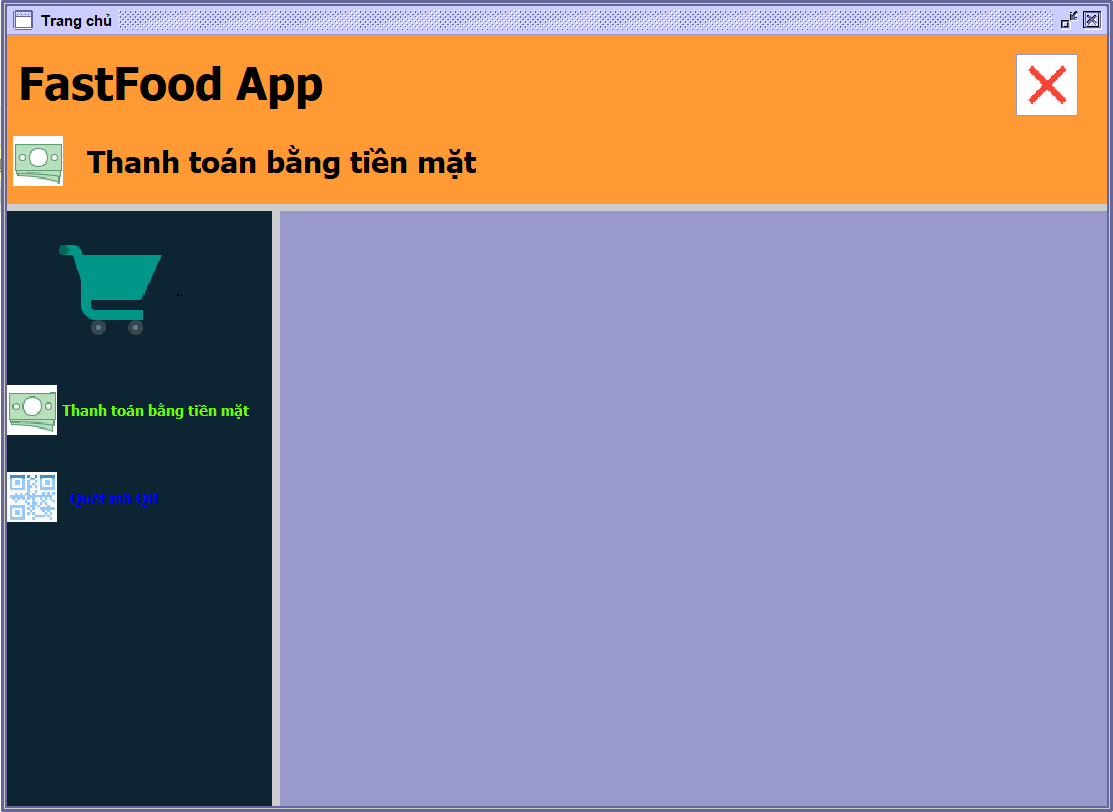 Trang chủ
FastFood App
Thanh toán bằng tiền mặt
..
Thanh toán bằng tiền mặt
Quét mã QR